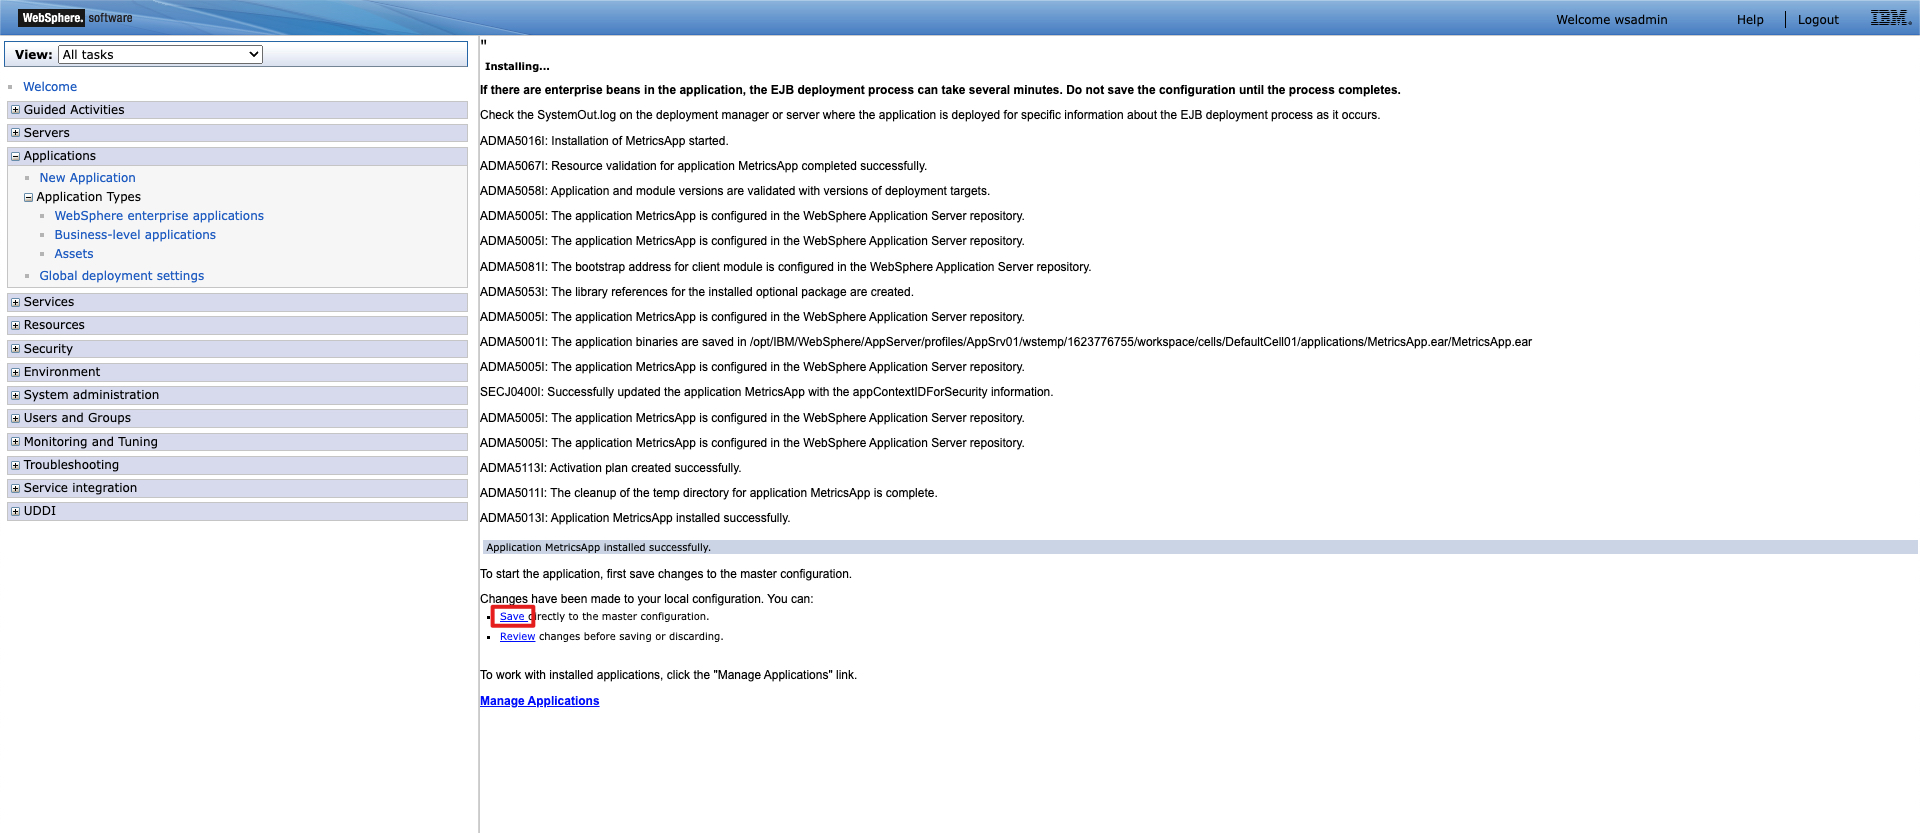 WebSphere. software
Welcome wsadmin
Help
Logout
IBM.
View: All tasks
Welcome
Guided Activities
Servers
Applications
New Application
Application Types
WebSphere enterprise applications
Business-level applications
Assets
Global deployment settings
Services
Resources
Security
Environment
System administration
Users and Groups
Monitoring and Tuning
Troubleshooting
Service integration
UDDI
"
Installing...
If there are enterprise beans in the application, the EJB deployment process can take several minutes. Do not save the configuration until the process completes.
Check the SystemOut.log on the deployment manager or server where the application is deployed for specific information about the EJB deployment process as it occurs.
ADMA5016I: Installation of MetricsApp started.
ADMA5067I: Resource validation for application MetricsApp completed successfully.
ADMA5058I: Application and module versions are validated with versions of deployment targets.
ADMA5005I: The application MetricsApp is configured in the WebSphere Application Server repository.
ADMA5005I: The application MetricsApp is configured in the WebSphere Application Server repository.
ADMA5081I: The bootstrap address for client module is configured in the WebSphere Application Server repository.
ADMA5053I: The library references for the installed optional package are created.
ADMA5005I: The application MetricsApp is configured in the WebSphere Application Server repository.
ADMA5001I: The application binaries are saved in /opt/IBM/WebSphere/AppServer/profiles/AppSrv01/wstemp/1623776755/workspace/cells/DefaultCell01/applications/MetricsApp.ear/MetricsApp.ear
ADMA5005I: The application MetricsApp is configured in the WebSphere Application Server repository.
SECJ0400I: Successfully updated the application MetricsApp with the appContextIDForSecurity information.
ADMA5005I: The application MetricsApp is configured in the WebSphere Application Server repository.
ADMA5005I: The application MetricsApp is configured in the WebSphere Application Server repository.
ADMA5113I: Activation plan created successfully.
ADMA5011I: The cleanup of the temp directory for application MetricsApp is complete.
ADMA5013I: Application MetricsApp installed successfully.
Application MetricsApp installed successfully.
To start the application, first save changes to the master configuration.
Changes have been made to your local configuration. You can:
Save directly to the master configuration.
Review changes before saving or discarding.
To work with installed applications, click the "Manage Applications" link.
Manage Applications